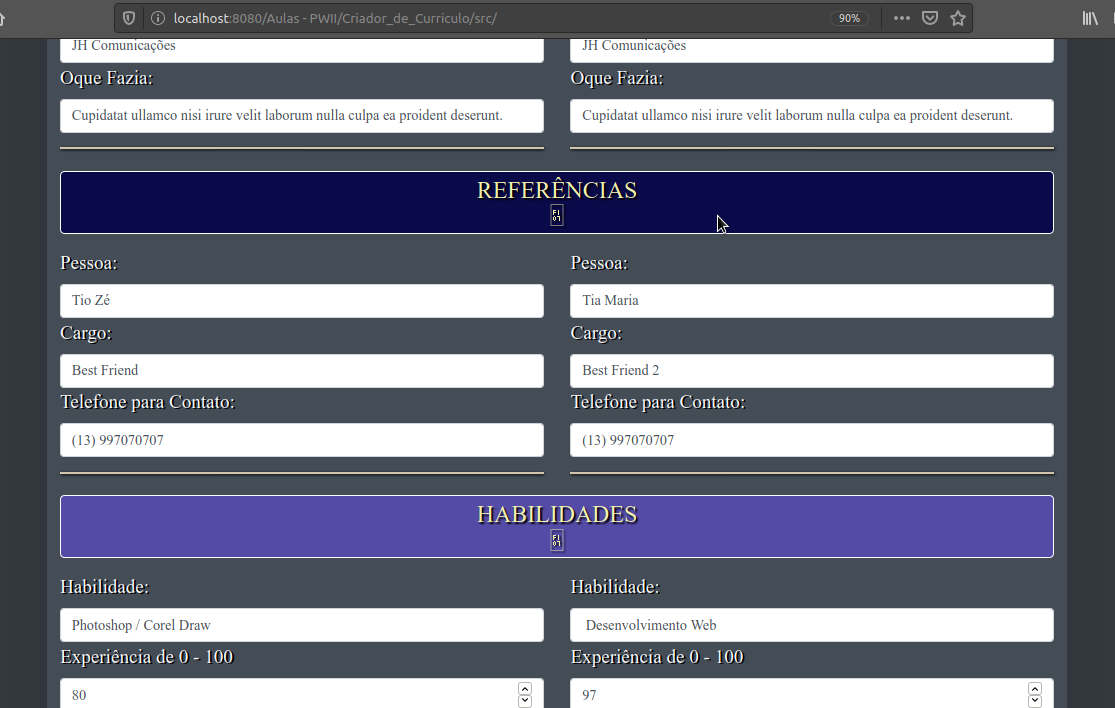 localhost:8080/Aulas - PWII/Criador_de_Curriculo/src/ 90%
JH Comunicações JH Comunicações
Oque Fazia: Oque Fazia:
Cupidatat ullamco nisi irure velit laborum nulla culpa ea proident deserunt. Cupidatat ullamco nisi irure velit laborum nulla culpa ea proident deserunt.
REFERÊNCIAS
Pessoa: Pessoa:
Tio Zé Tia Maria
Cargo: Cargo:
Best Friend Best Friend 2
Telefone para Contato: Telefone para Contato:
(13) 997070707 (13) 997070707
HABILIDADES
Habilidade: Habilidade:
Photoshop / Corel Draw Desenvolvimento Web
Experiência de 0 - 100 Experiência de 0 - 100
80 97